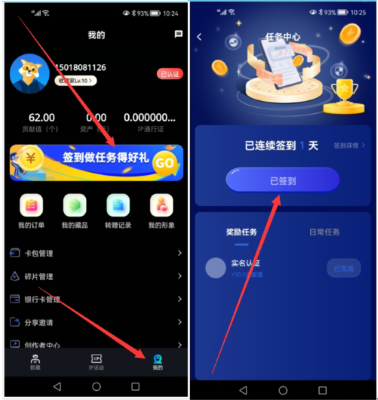 10:24
我的
15018081126
收藏家Lv.10
已认证
62.00
0.00
0.000000...
贡献值（个）
资产（个）
IP通行证
签到做任务得好礼
GO
我的订单
我的藏品
转赠记录
我的形象
卡包管理
碎片管理
银行卡管理
分享邀请
创作者中心
IP活动
我的
93%
10:25
任务中心
已连续签到 1 天
签到详情
已签到
奖励任务
日常任务
实名认证
已完成